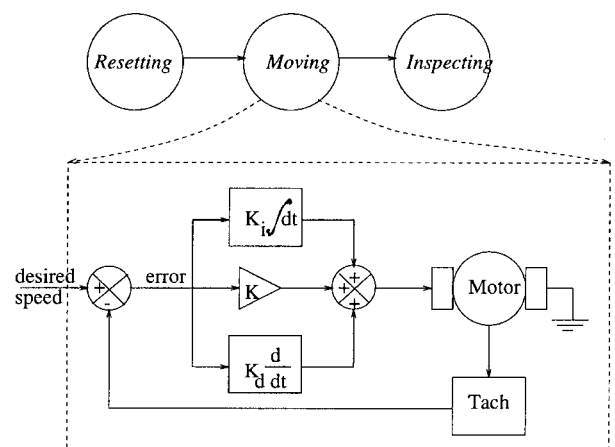 Resetting
Moving
Inspecting
K_i ∫dt
desired
speed
+
-
error
K
+
+
+
Motor
K_d d/dt
Tach